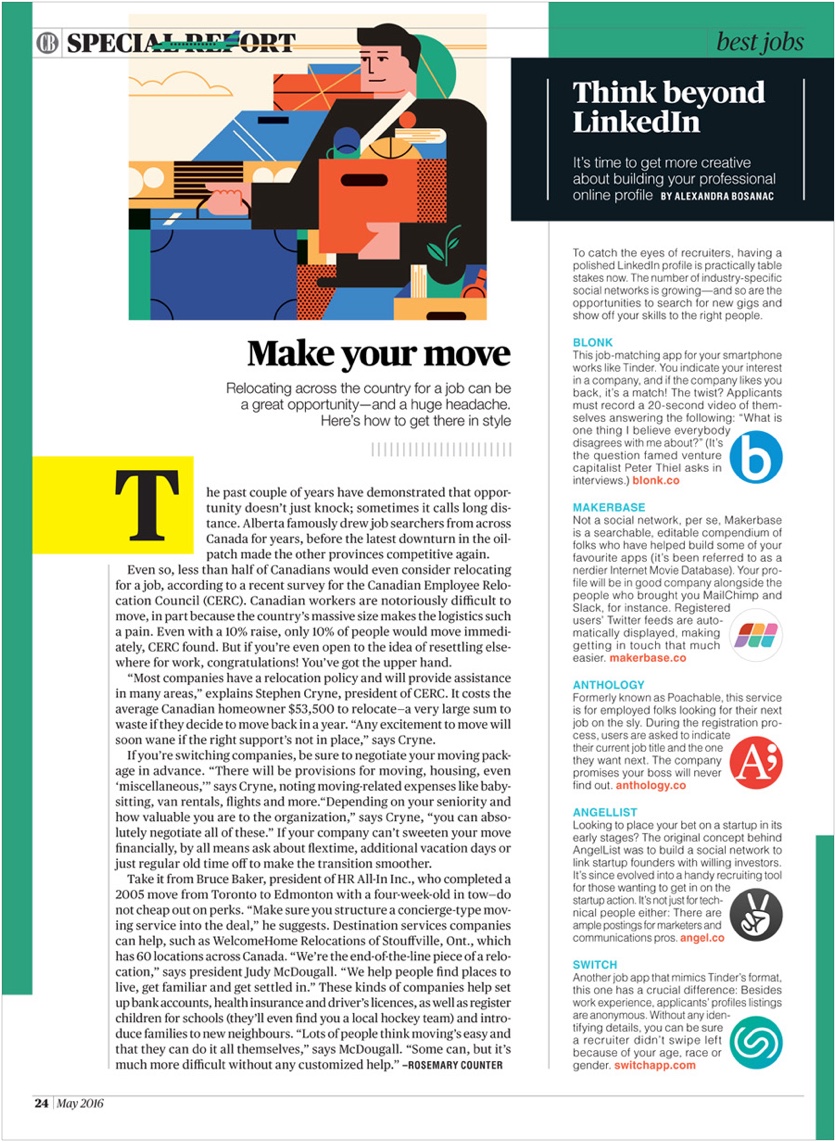 CB SPECIAL REPORT
best jobs
Make your move
Relocating across the country for a job can be
a great opportunity—and a huge headache.
Here’s how to get there in style
The past couple of years have demonstrated that oppor-
tunity doesn’t just knock; sometimes it calls long dis-
tance. Alberta famously drew job searchers from across
Canada for years, before the latest downturn in the oil-
patch made the other provinces competitive again.
Even so, less than half of Canadians would even consider relocating
for a job, according to a recent survey for the Canadian Employee Relo-
cation Council (CERC). Canadian workers are notoriously difficult to
move, in part because the country’s massive size makes the logistics such
a pain. Even with a 10% raise, only 10% of people would move immedi-
ately, CERC found. But if you’re even open to the idea of resettling else-
where for work, congratulations! You’ve got the upper hand.
“Most companies have a relocation policy and will provide assistance
in many areas,” explains Stephen Cryne, president of CERC. It costs the
average Canadian homeowner $53,500 to relocate—a very large sum to
waste if they decide to move back in a year. “Any excitement to move will
soon wane if the right support’s not in place,” says Cryne.
If you’re switching companies, be sure to negotiate your moving pack-
age in advance. “There will be provisions for moving, housing, even
‘miscellaneous,’” says Cryne, noting moving-related expenses like baby-
sitting, van rentals, flights and more.“Depending on your seniority and
how valuable you are to the organization,” says Cryne, “you can abso-
lutely negotiate all of these.” If your company can’t sweeten your move
financially, by all means ask about flextime, additional vacation days or
just regular old time off to make the transition smoother.
Take it from Bruce Baker, president of HR All-In Inc., who completed a
2005 move from Toronto to Edmonton with a four-week-old in tow—do
not cheap out on perks. “Make sure you structure a concierge-type mov-
ing service into the deal,” he suggests. Destination services companies
can help, such as WelcomeHome Relocations of Stouffville, Ont., which
has 60 locations across Canada. “We’re the end-of-the-line piece of a relo-
cation,” says president Judy McDougall. “We help people find places to
live, get familiar and get settled in.” These kinds of companies help set
up bank accounts, health insurance and driver’s licences, as well as register
children for schools (they’ll even find you a local hockey team) and intro-
duce families to new neighbours. “Lots of people think moving’s easy and
that they can do it all themselves,” says McDougall. “Some can, but it’s
much more difficult without any customized help.” –ROSEMARY COUNTER
Think beyond
LinkedIn
It’s time to get more creative
about building your professional
online profile BY ALEXANDRA BOSANAC
To catch the eyes of recruiters, having a
polished LinkedIn profile is practically table
stakes now. The number of industry-specific
social networks is growing—and so are the
opportunities to search for new gigs and
show off your skills to the right people.
BLONK
This job-matching app for your smartphone
works like Tinder. You indicate your interest
in a company, and if the company likes you
back, it’s a match! The twist? Applicants
must record a 20-second video of them-
selves answering the following: “What is
one thing I believe everybody
disagrees with me about?” (It’s
the question famed venture
capitalist Peter Thiel asks in
interviews.) blonk.co
b
MAKERBASE
Not a social network, per se, Makerbase
is a searchable, editable compendium of
folks who have helped build some of your
favourite apps (it’s been referred to as a
nerdier Internet Movie Database). Your pro-
file will be in good company alongside the
people who brought you MailChimp and
Slack, for instance. Registered
users’ Twitter feeds are auto-
matically displayed, making
getting in touch that much
easier. makerbase.co
ANTHOLOGY
Formerly known as Poachable, this service
is for employed folks looking for their next
job on the sly. During the registration pro-
cess, users are asked to indicate
their current job title and the one
they want next. The company
promises your boss will never
find out. anthology.co
A;
ANGELLIST
Looking to place your bet on a startup in its
early stages? The original concept behind
AngelList was to build a social network to
link startup founders with willing investors.
It’s since evolved into a handy recruiting tool
for those wanting to get in on the
startup action. It’s not just for tech-
nical people either: There are
ample postings for marketers and
communications pros. angel.co
SWITCH
Another job app that mimics Tinder’s format,
this one has a crucial difference: Besides
work experience, applicants’ profiles listings
are anonymous. Without any iden-
tifying details, you can be sure
a recruiter didn’t swipe left
because of your age, race or
gender. switchapp.com
24 May 2016